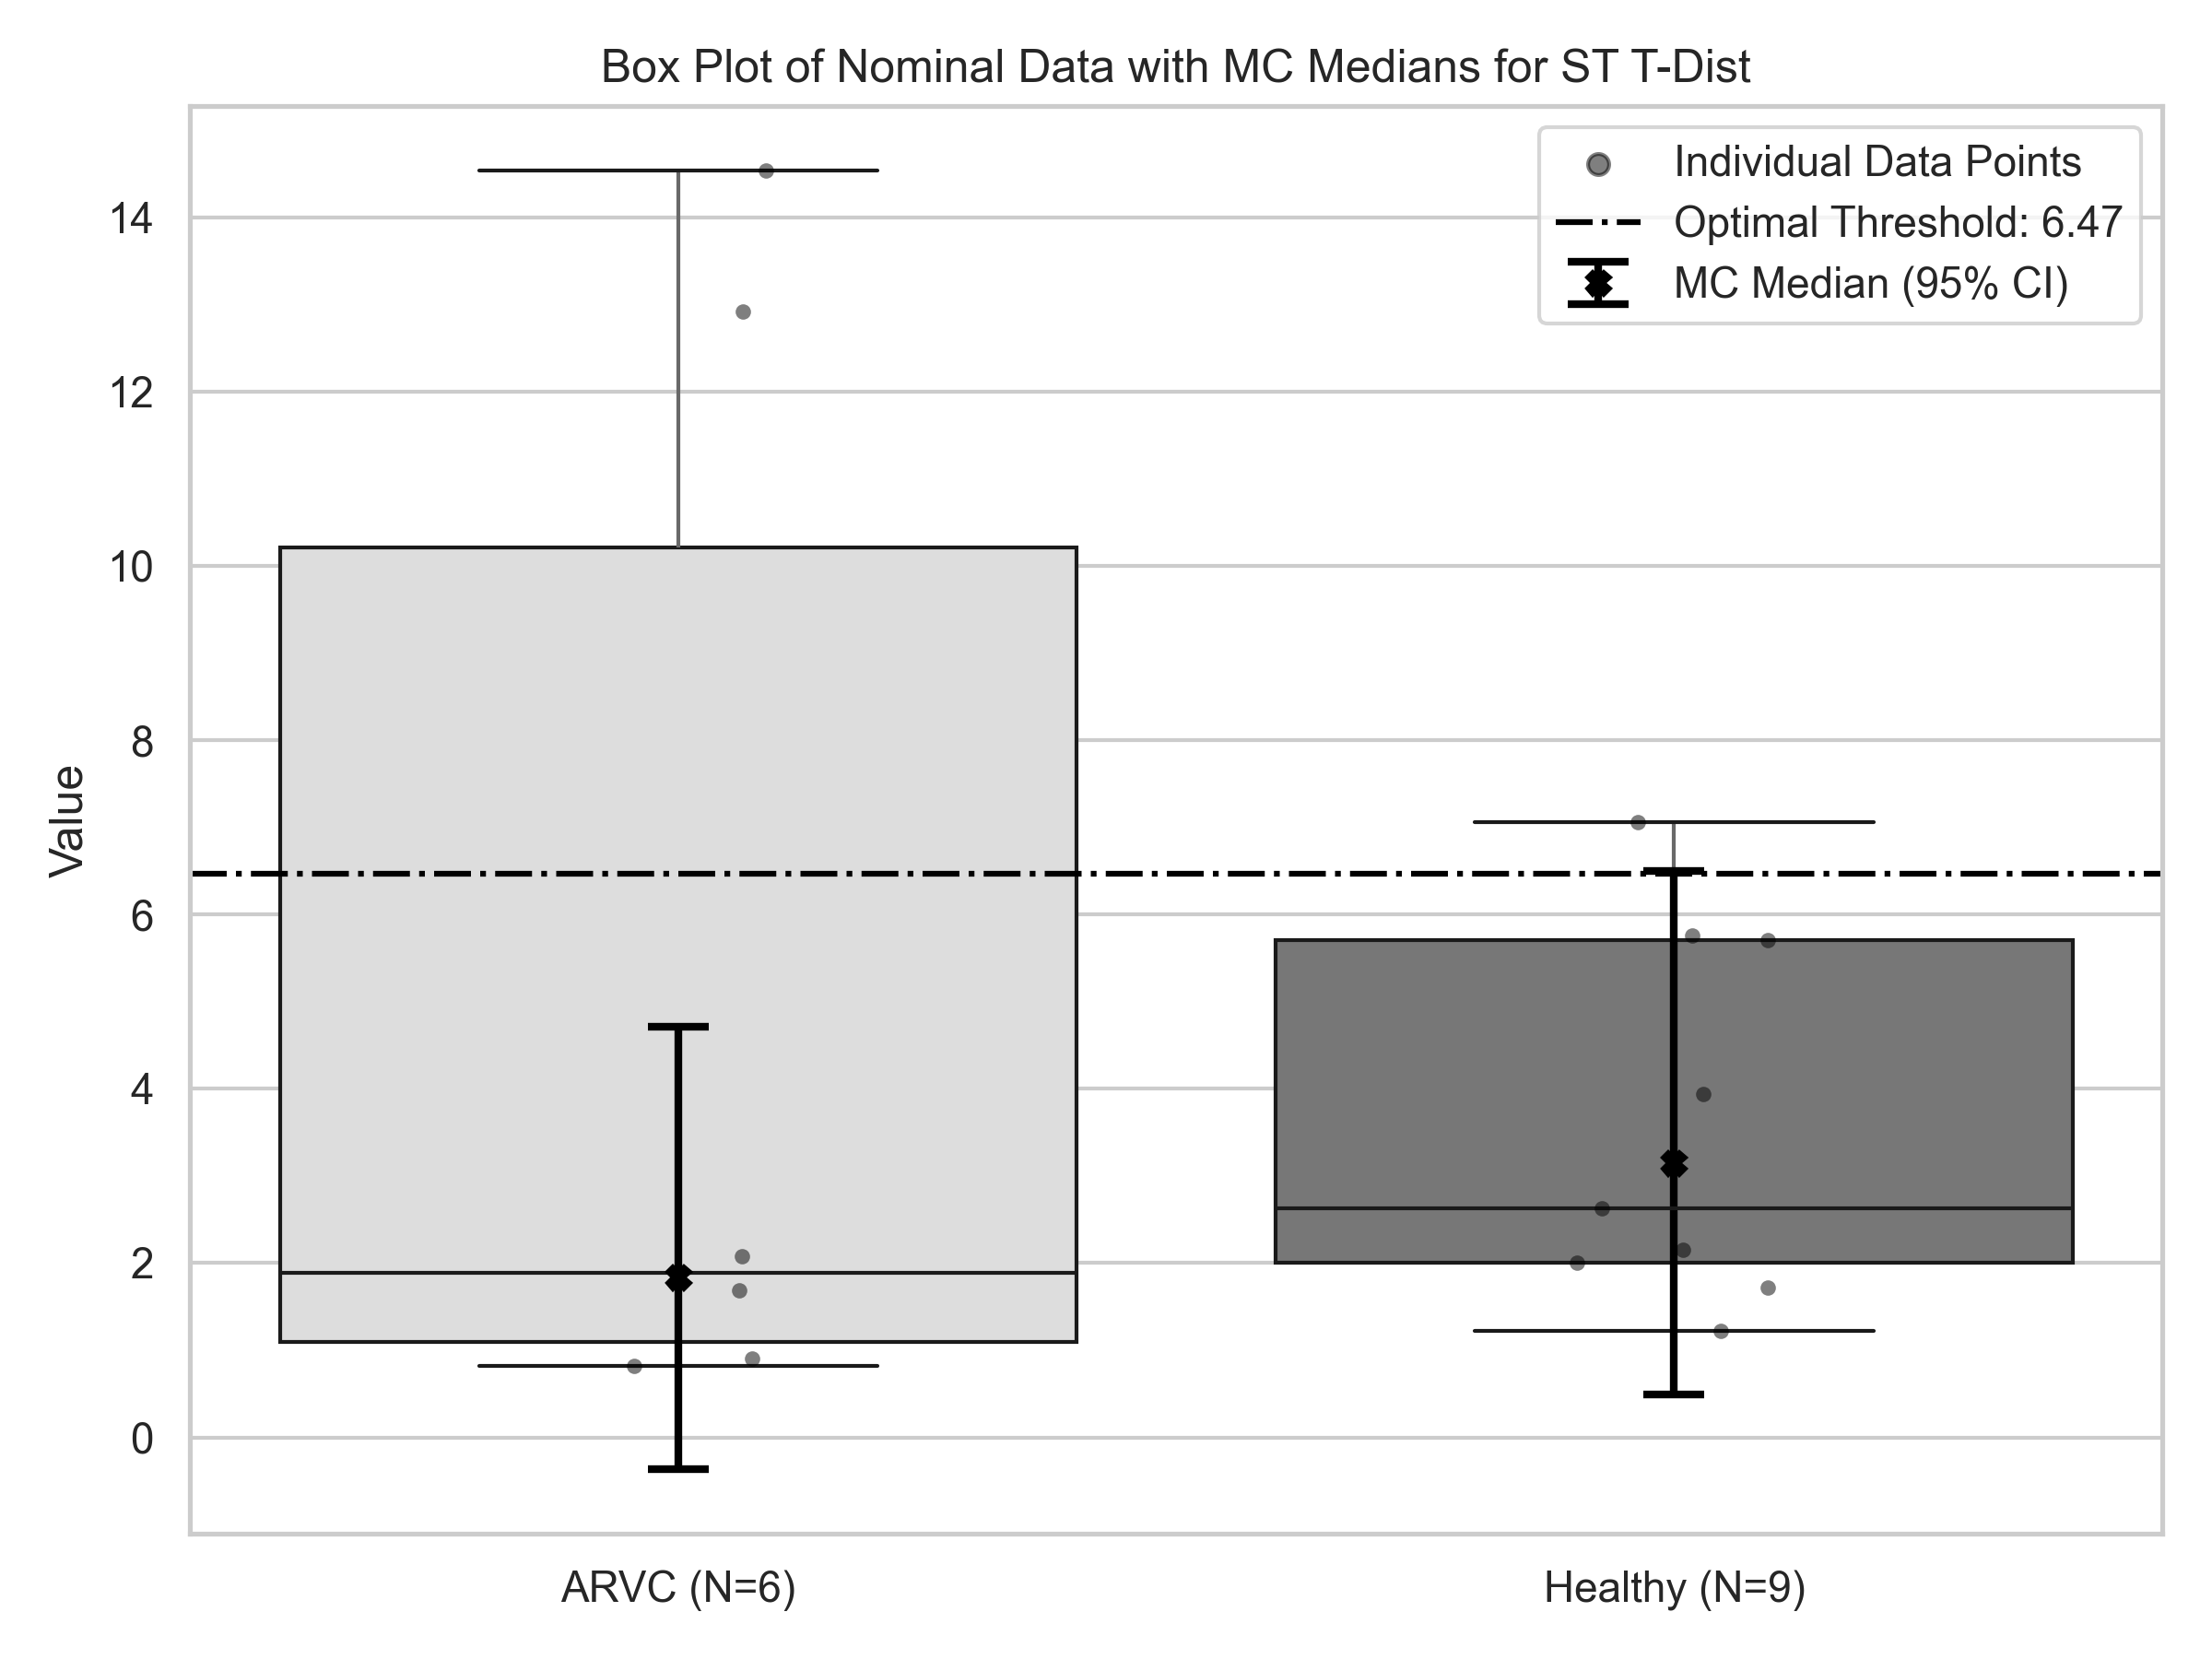 Box Plot of Nominal Data with MC Medians for ST T-Dist
Individual Data Points
Optimal Threshold: 6.47
MC Median (95% CI)
14
12
10
8
6
4
2
0
Value
ARVC (N=6)
Healthy (N=9)